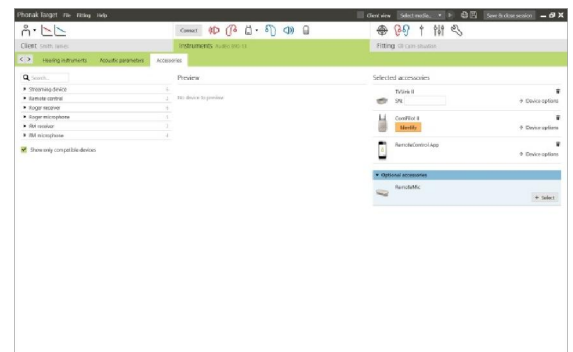 Phonak Target File Fitting Help
Client view
Save & close session
Connect
Client
Instruments
Fitting
Hearing instruments
Acoustic parameters
Accessories
Search...
Streaming device
Remote control
Roger receiver
Roger microphone
FM receiver
FM microphone
Show only compatible devices
Preview
No device to preview
Selected accessories
TVLink II
SN:
Device options
ComPilot II
Identify
Device options
RemoteControl App
Device options
Optional accessories
RemoteMic
Select